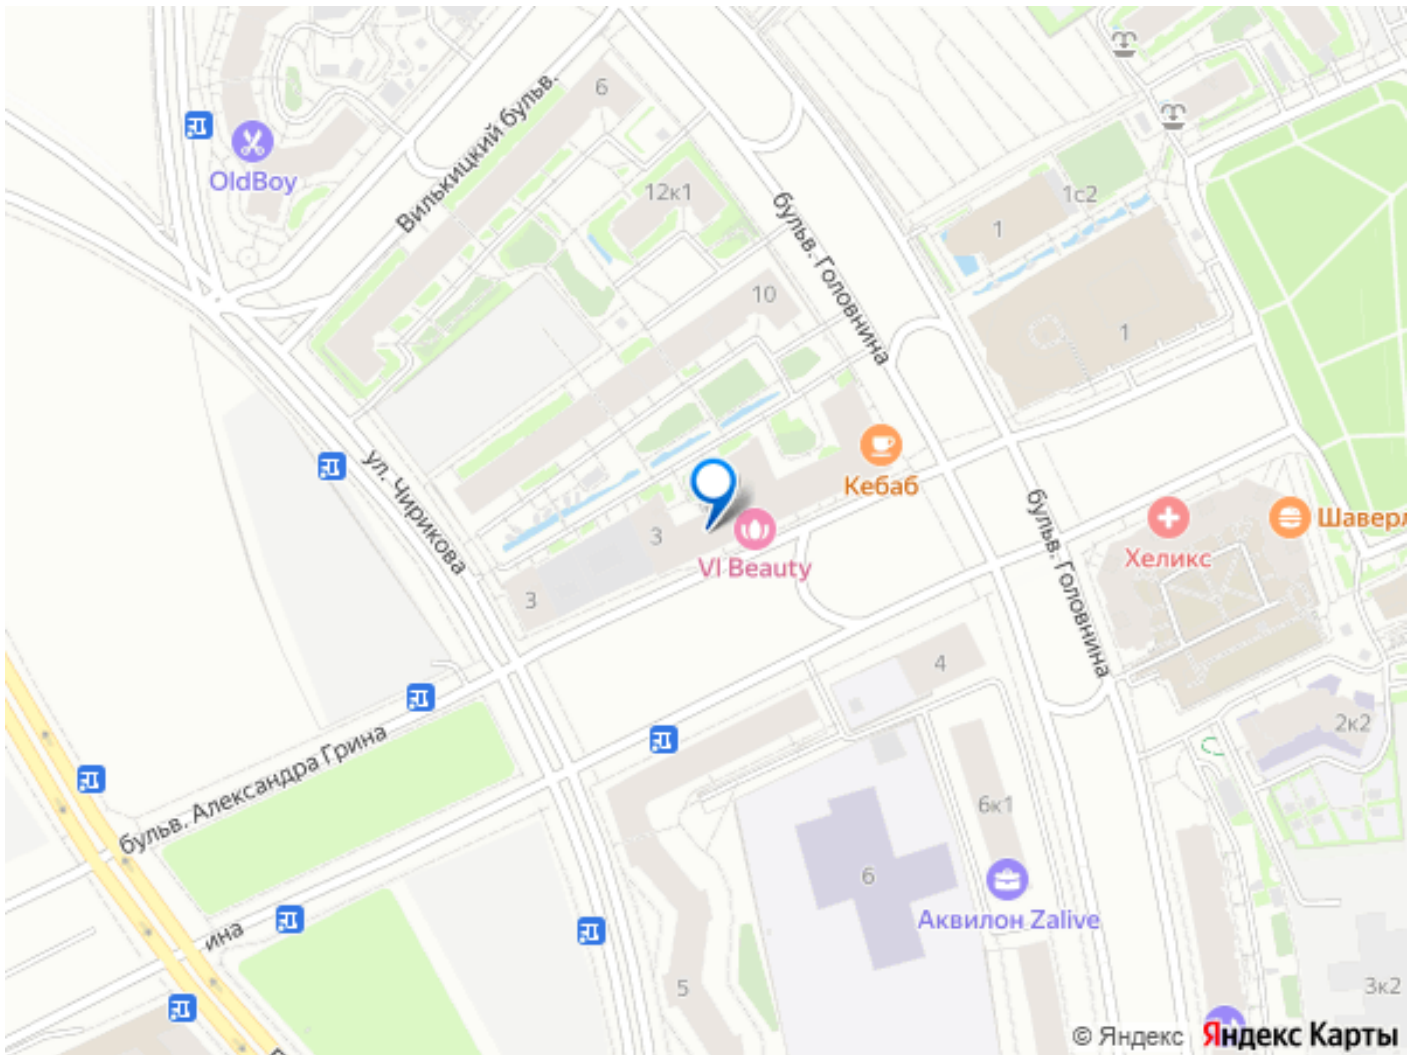 6
Вилькицкий бульв.
OldBoy
12к1
1с2
1
бульв. Головнина
10
1
ул. Чирикова
Кебаб
3
VI Beauty
3
бульв. Головнина
Хеликс
Шаверл
4
2к2
бульв. Александра Грина
6к1
6
Аквилон Zalive
ина
5
3к2
© Яндекс Яндекс Карты